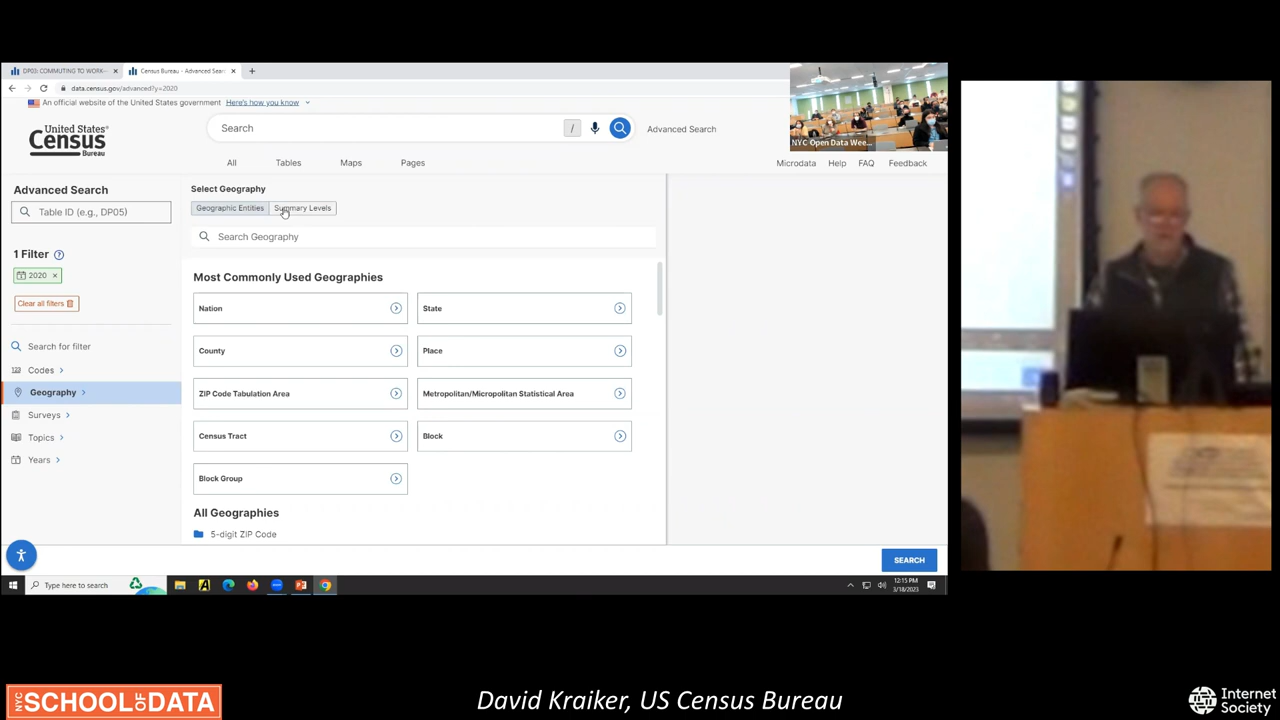 DP03: COMMUTING TO WORK-
Census Bureau - Advanced Sear
data.census.gov/advanced?y=2020
An official website of the United States government Here's how you know
United States®
Census
Bureau
Search / Advanced Search
NYC Open Data Wee...
All Tables Maps Pages
Microdata Help FAQ Feedback
Advanced Search
Table ID (e.g., DP05)
1 Filter ?
2020 ×
Clear all filters
Search for filter
Codes
Geography
Surveys
Topics
Years
Select Geography
Geographic Entities Summary Levels
Search Geography
Most Commonly Used Geographies
Nation
State
County
Place
ZIP Code Tabulation Area
Metropolitan/Micropolitan Statistical Area
Census Tract
Block
Block Group
All Geographies
5-digit ZIP Code
SEARCH
Type here to search
12:15 PM
3/18/2023
NYC SCHOOL OF DATA
David Kraiker, US Census Bureau
Internet
Society